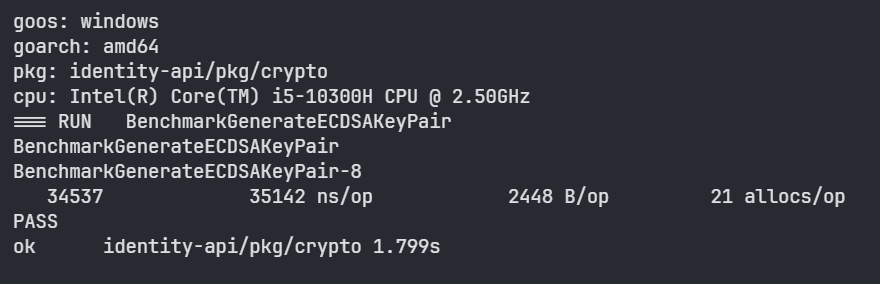 goos: windows
goarch: amd64
pkg: identity-api/pkg/crypto
cpu: Intel(R) Core(TM) i5-10300H CPU @ 2.50GHz
=== RUN   BenchmarkGenerateECDSAKeyPair
BenchmarkGenerateECDSAKeyPair
BenchmarkGenerateECDSAKeyPair-8
   34537             35142 ns/op            2448 B/op         21 allocs/op
PASS
ok      identity-api/pkg/crypto 1.799s